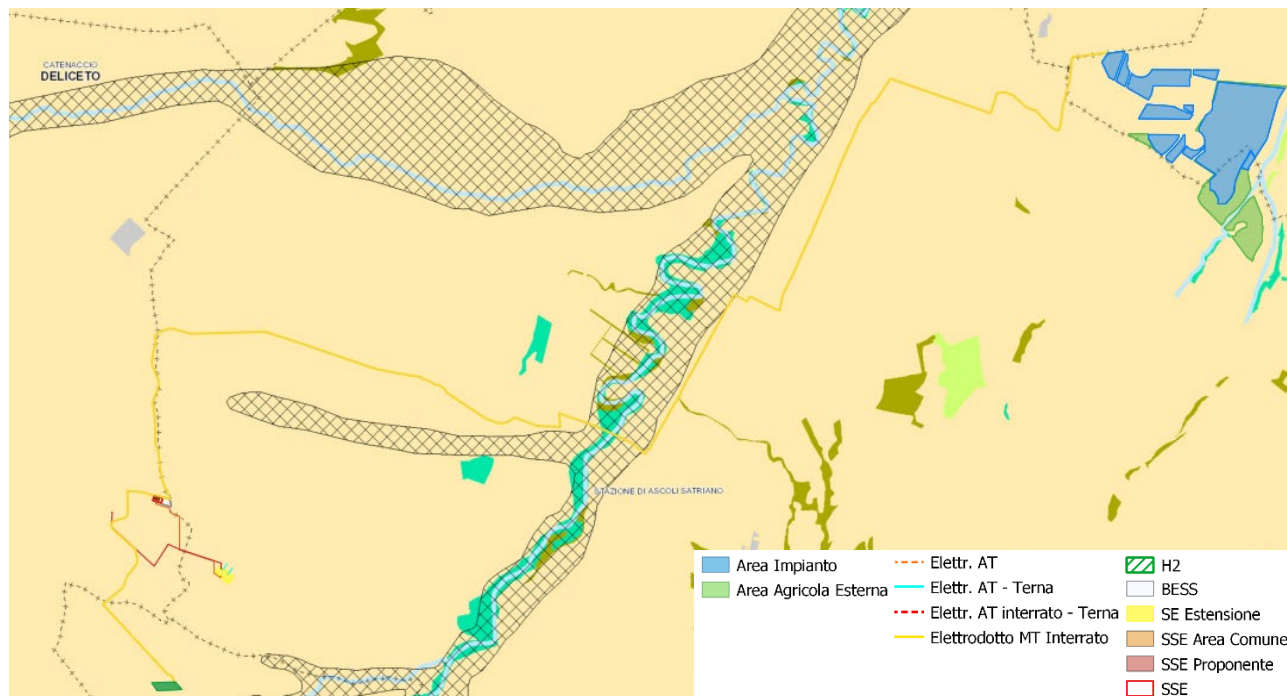 CATENACCIO
DELICETO
STAZIONE DI ASCOLI SATRIANO
Area Impianto
Area Agricola Esterna
Elettr. AT
Elettr. AT - Terna
Elettr. AT interrato - Terna
Elettrodotto MT Interrato
H2
BESS
SE Estensione
SSE Area Comune
SSE Proponente
SSE